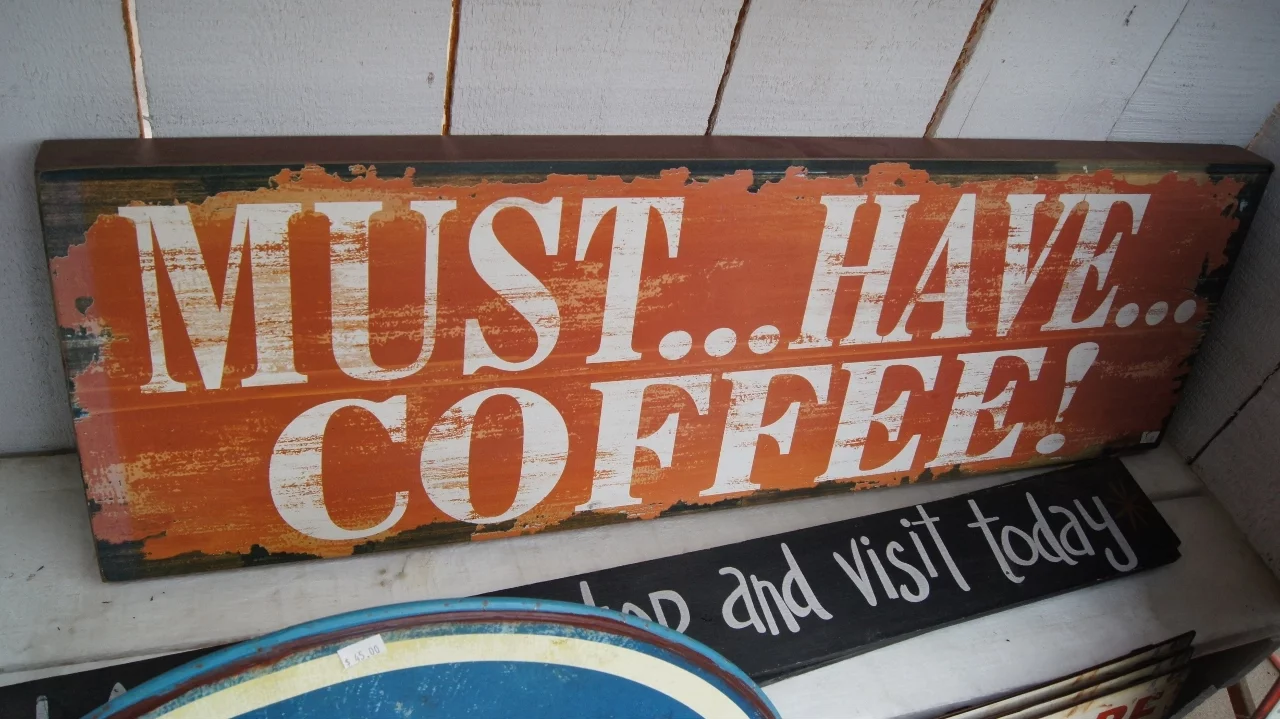 MUST...HAVE...
COFFEE!
and visit today
$45.00